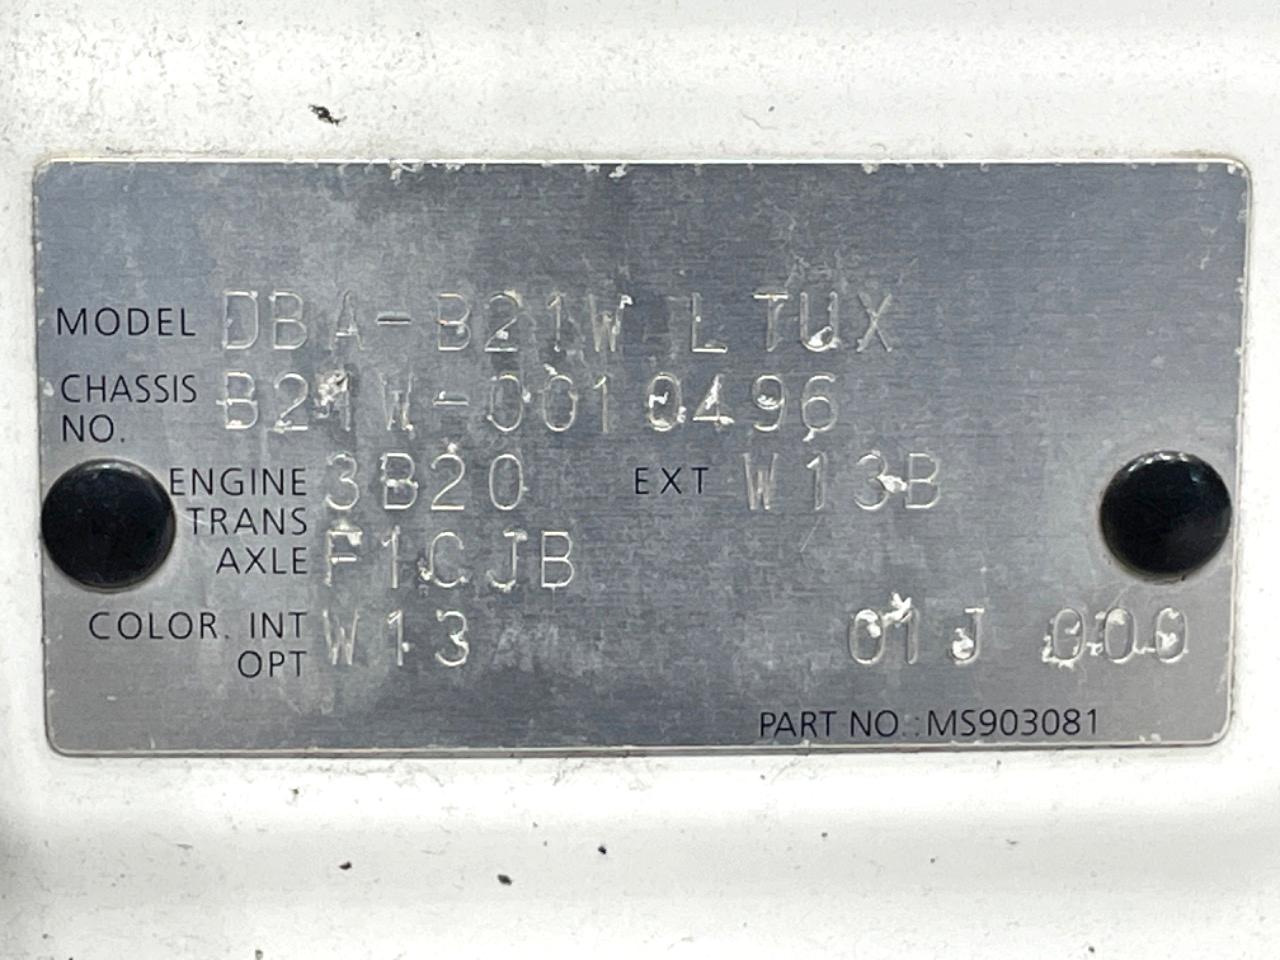 MODEL DBA-B21W LTUX
CHASSIS NO. B21W-0010496
ENGINE 3B20 EXT W13B
TRANS AXLE F1CJB
COLOR. INT OPT W13 01J 000
PART NO. : MS903081